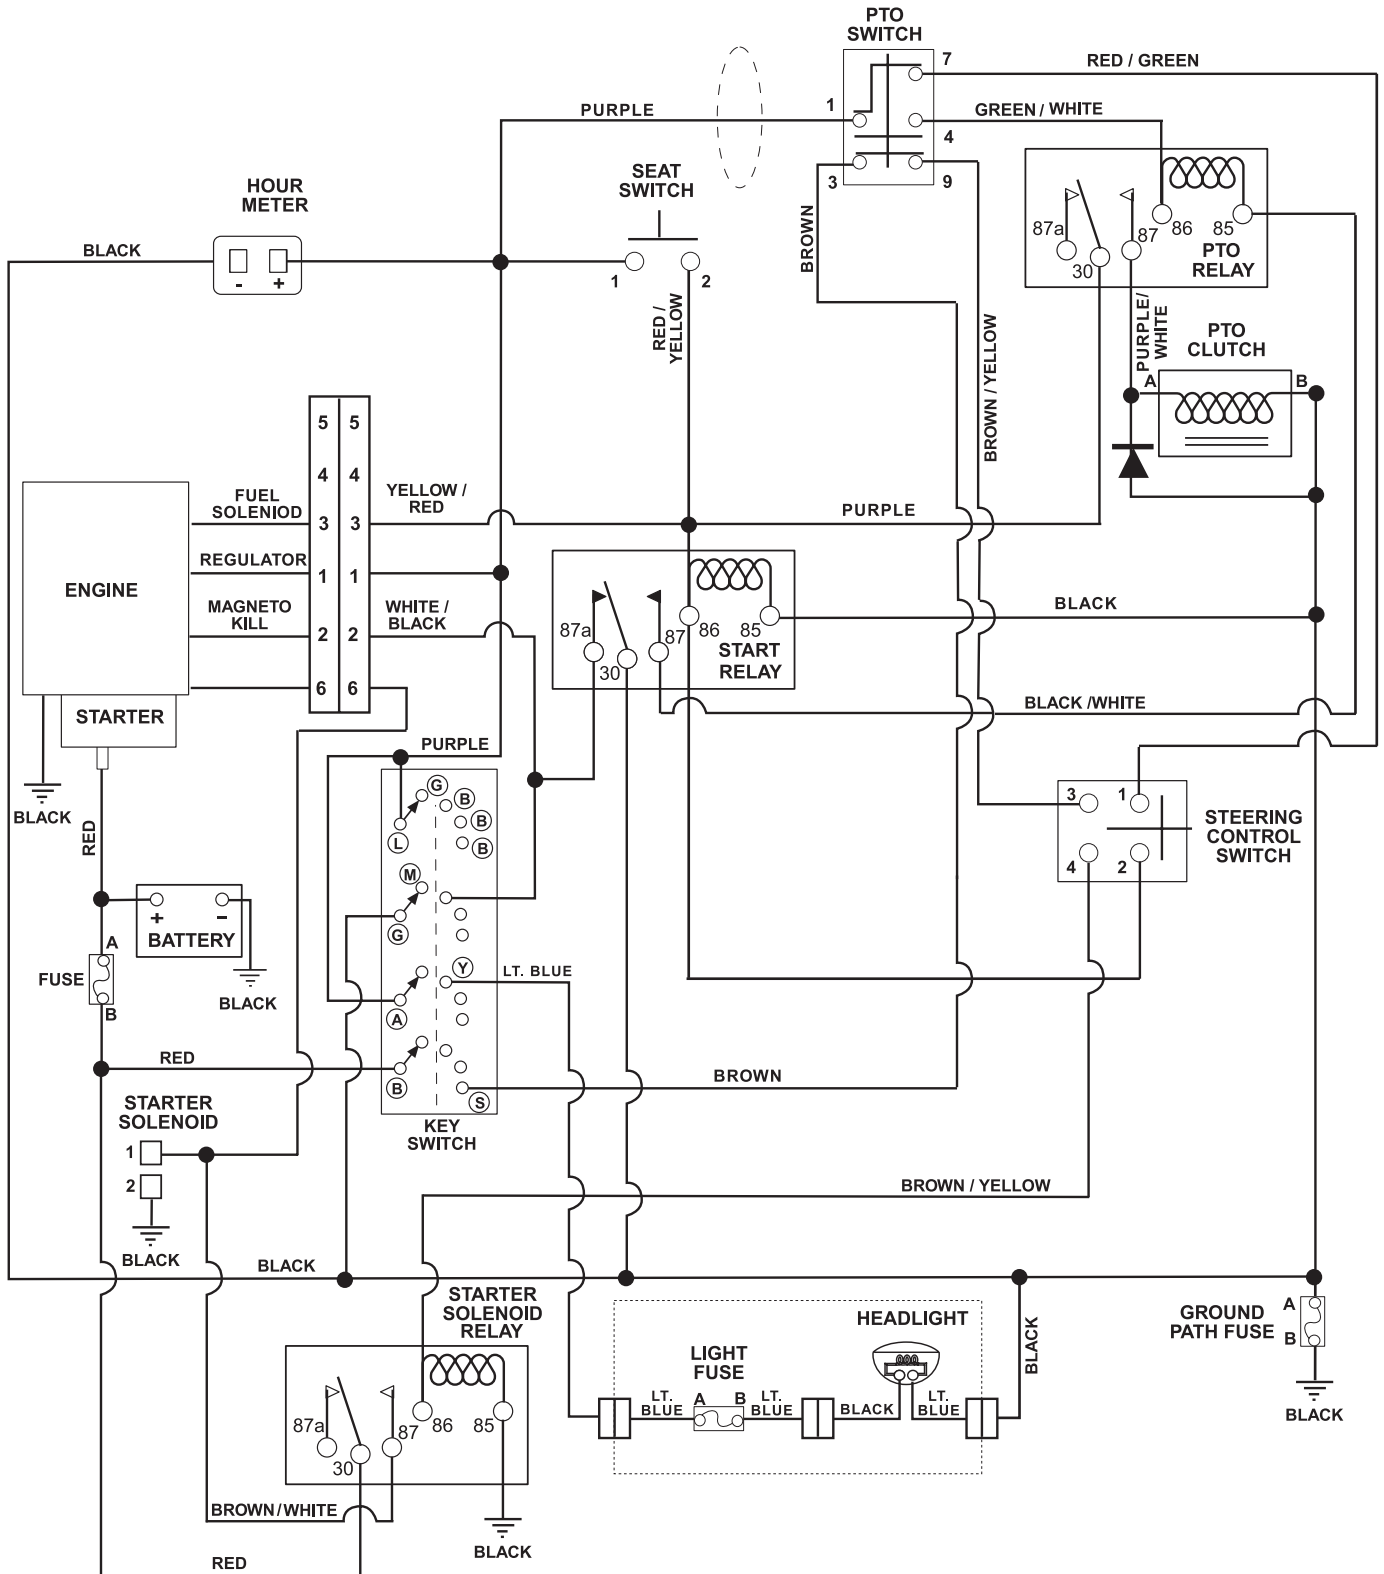 PTO
SWITCH
7
RED / GREEN
PURPLE
1
GREEN / WHITE
4
3
9
SEAT
SWITCH
HOUR
METER
BLACK
-
+
1
2
BROWN
87a
30
87
86
85
PTO
RELAY
RED /
YELLOW
BROWN / YELLOW
PURPLE/
WHITE
PTO
CLUTCH
A
B
5
5
4
4
3
3
1
1
2
2
6
6
ENGINE
FUEL
SOLENIOD
REGULATOR
MAGNETO
KILL
YELLOW /
RED
WHITE /
BLACK
PURPLE
BLACK
87a
30
87
86
85
START
RELAY
BLACK /WHITE
STARTER
BLACK
RED
PURPLE
G
B
B
B
L
M
G
Y
A
B
S
KEY
SWITCH
LT. BLUE
3
1
4
2
STEERING
CONTROL
SWITCH
+
-
BATTERY
BLACK
A
FUSE
B
RED
BROWN
STARTER
SOLENOID
1
2
BLACK
BROWN / YELLOW
BLACK
STARTER
SOLENOID
RELAY
87a
30
87
86
85
BROWN/WHITE
BLACK
RED
HEADLIGHT
LIGHT
FUSE
LT.
BLUE
A
B
LT.
BLUE
BLACK
LT.
BLUE
BLACK
GROUND
PATH FUSE
A
B
BLACK